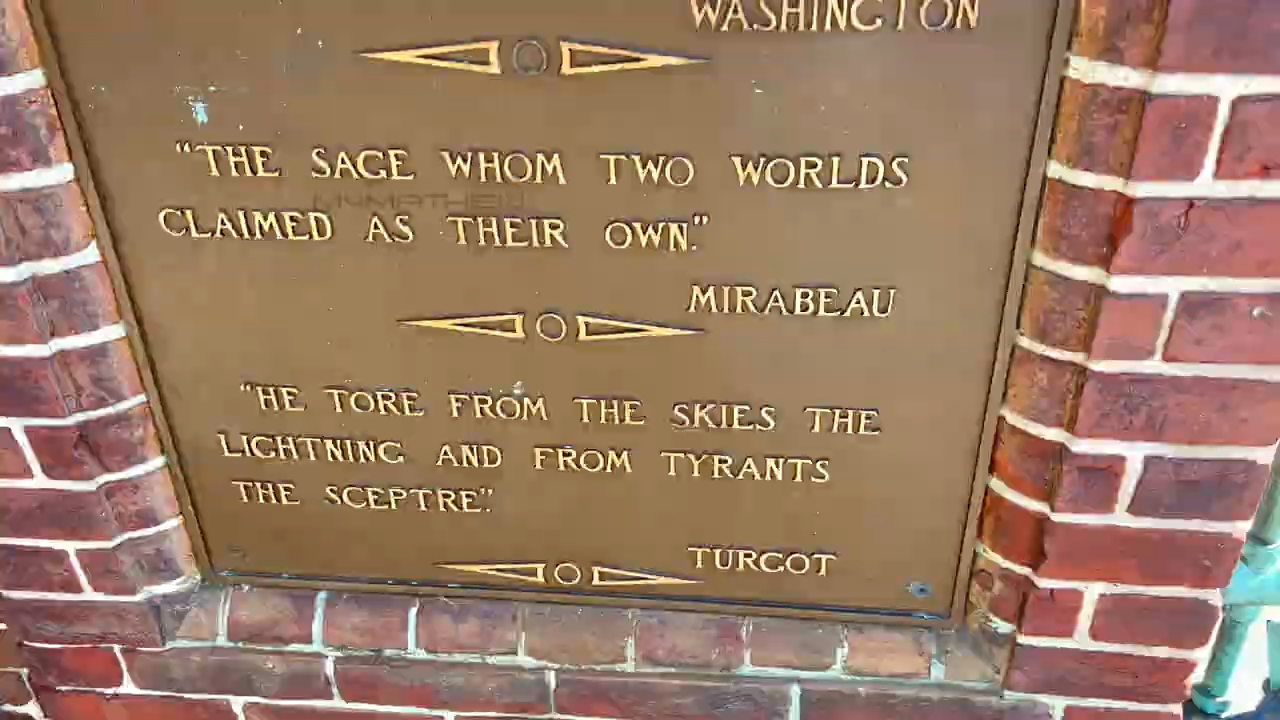 WASHINGTON
"THE SAGE WHOM TWO WORLDS
CLAIMED AS THEIR OWN."
MIRABEAU
"HE TORE FROM THE SKIES THE
LIGHTNING AND FROM TYRANTS
THE SCEPTRE".
TURGOT